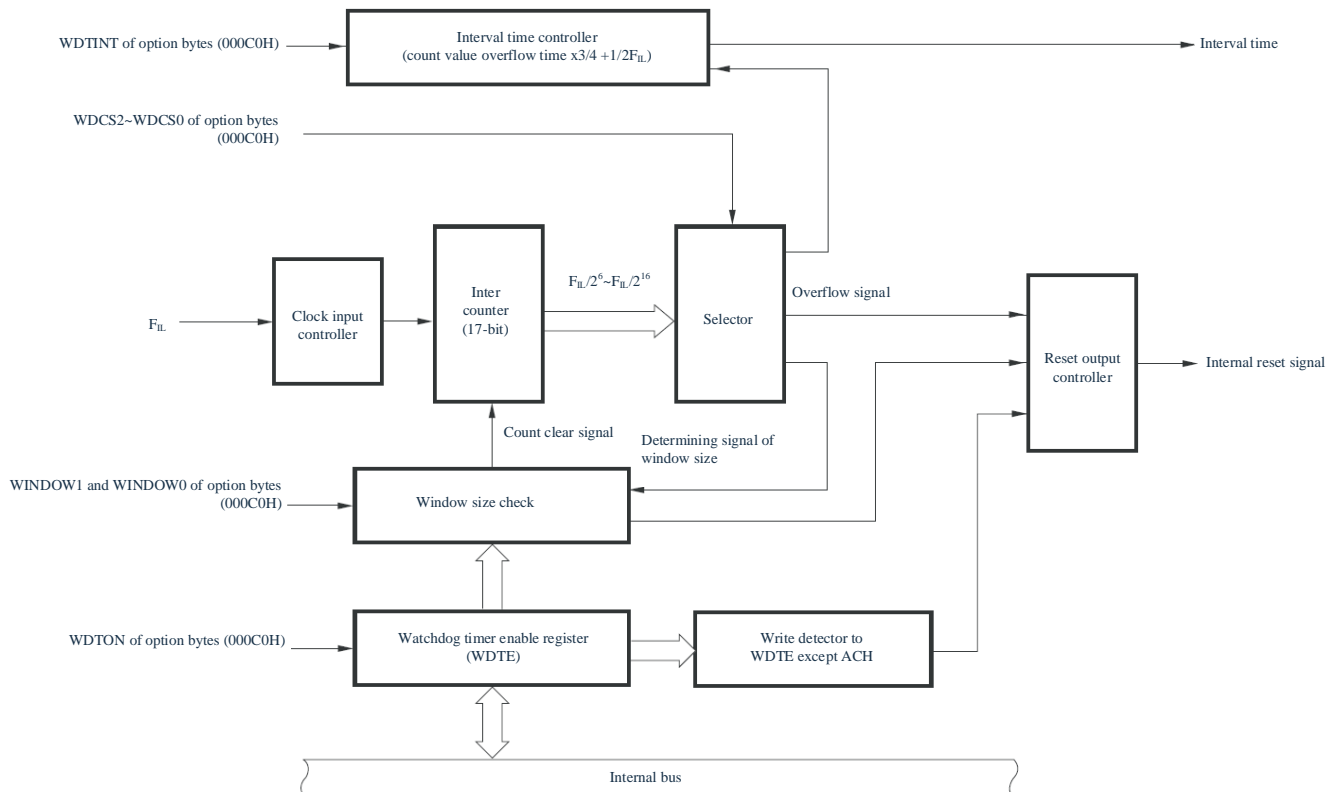 WDTINT of option bytes (000C0H)
Interval time controller
(count value overflow time x3/4 +1/2F_IL)
Interval time
WDCS2~WDCS0 of option bytes
(000C0H)
F_IL
Clock input
controller
Inter
counter
(17-bit)
F_IL/2^6~F_IL/2^16
Selector
Overflow signal
Reset output
controller
Internal reset signal
Count clear signal
Determining signal of
window size
WINDOW1 and WINDOW0 of option bytes
(000C0H)
Window size check
WDTON of option bytes (000C0H)
Watchdog timer enable register
(WDTE)
Write detector to
WDTE except ACH
Internal bus